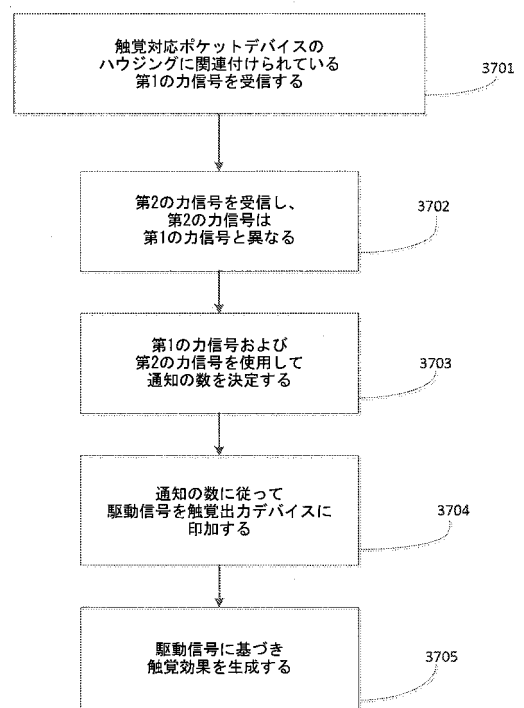 触覚対応ポケットデバイスの
ハウジングに関連付けられている
第1の力信号を受信する
3701
第2の力信号を受信し、
第2の力信号は
第1の力信号と異なる
3702
第1の力信号および
第2の力信号を使用して
通知の数を決定する
3703
通知の数に従って
駆動信号を触覚出力デバイスに
印加する
3704
駆動信号に基づき
触覚効果を生成する
3705